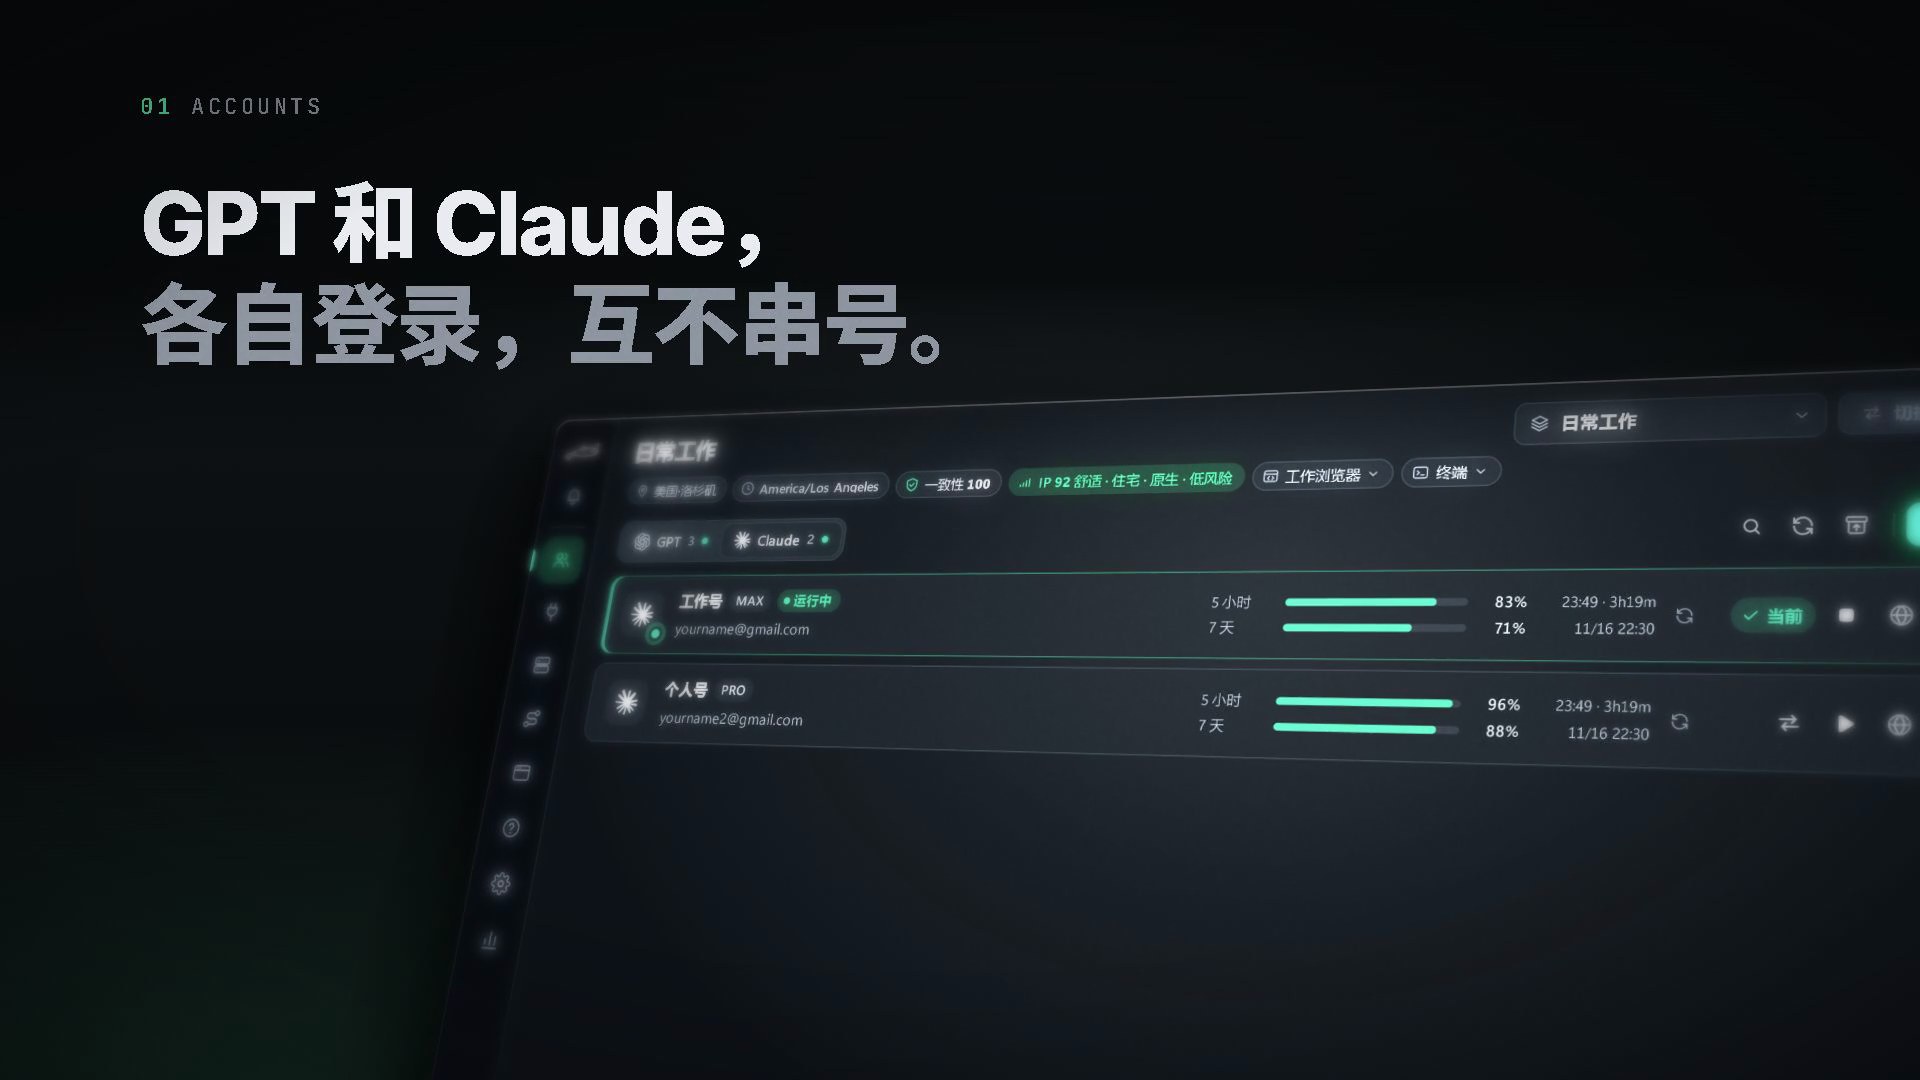 01 ACCOUNTS
GPT 和 Claude，
各自登录，互不串号。
日常工作
日常工作
美国·洛杉矶
America/Los Angeles
一致性 100
IP 92 舒适 · 住宅 · 原生 · 低风险
工作浏览器
终端
GPT 3
Claude 2
工作号 MAX 运行中
yourname@gmail.com
5 小时 83% 23:49 · 3h19m
7 天 71% 11/16 22:30
当前
个人号 PRO
yourname2@gmail.com
5 小时 96% 23:49 · 3h19m
7 天 88% 11/16 22:30